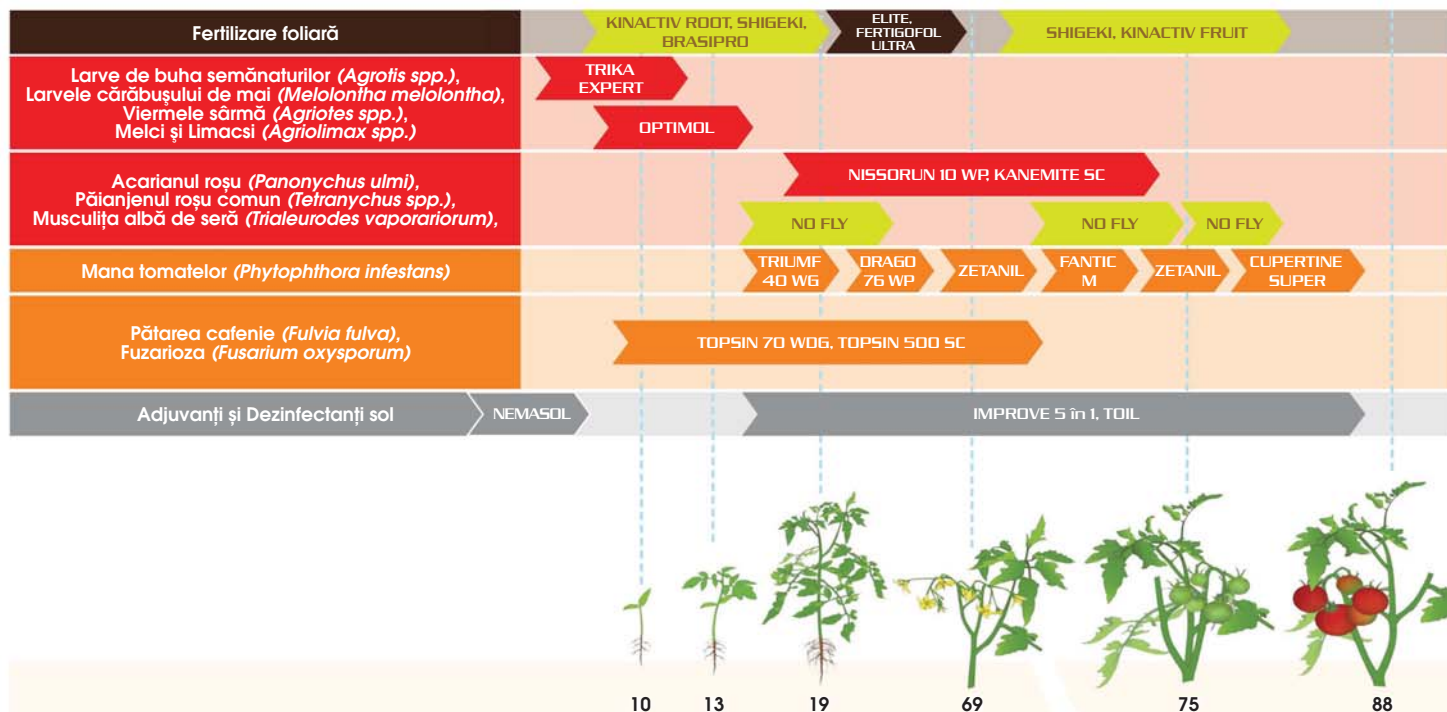 Fertilizare foliară
KINACTIV ROOT, SHIGEKI,
BRASIPRO
ELITE,
FERTIGOFOL
ULTRA
SHIGEKI, KINACTIV FRUIT
Larve de buha semănaturilor (Agrotis spp.),
Larvele cărăbușului de mai (Melolontha melolontha),
Viermele sârmă (Agriotes spp.),
Melci și Limacsi (Agriolimax spp.)
TRIKA
EXPERT
OPTIMOL
Acarianul roșu (Panonychus ulmi),
Păianjenul roșu comun (Tetranychus spp.),
Musculița albă de seră (Trialeurodes vaporariorum),
NISSORUN 10 WP, KANEMITE SC
NO FLY
NO FLY
NO FLY
Mana tomatelor (Phytophthora infestans)
TRIUMF
40 WG
DRAGO
76 WP
ZETANIL
FANTIC
M
ZETANIL
CUPERTINE
SUPER
Pătarea cafenie (Fulvia fulva),
Fuzarioza (Fusarium oxysporum)
TOPSIN 70 WDG, TOPSIN 500 SC
Adjuvanți și Dezinfectanți sol
NEMASOL
IMPROVE 5 în 1, TOIL
10
13
19
69
75
88